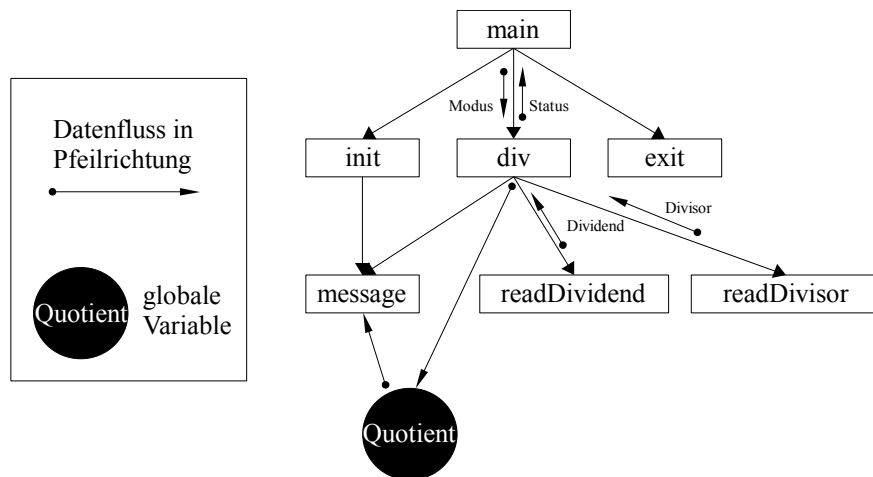 main
Modus
Status
Datenfluss in
Pfeilrichtung
init
div
exit
Divisor
Dividend
message
readDividend
readDivisor
Quotient
globale
Variable
Quotient